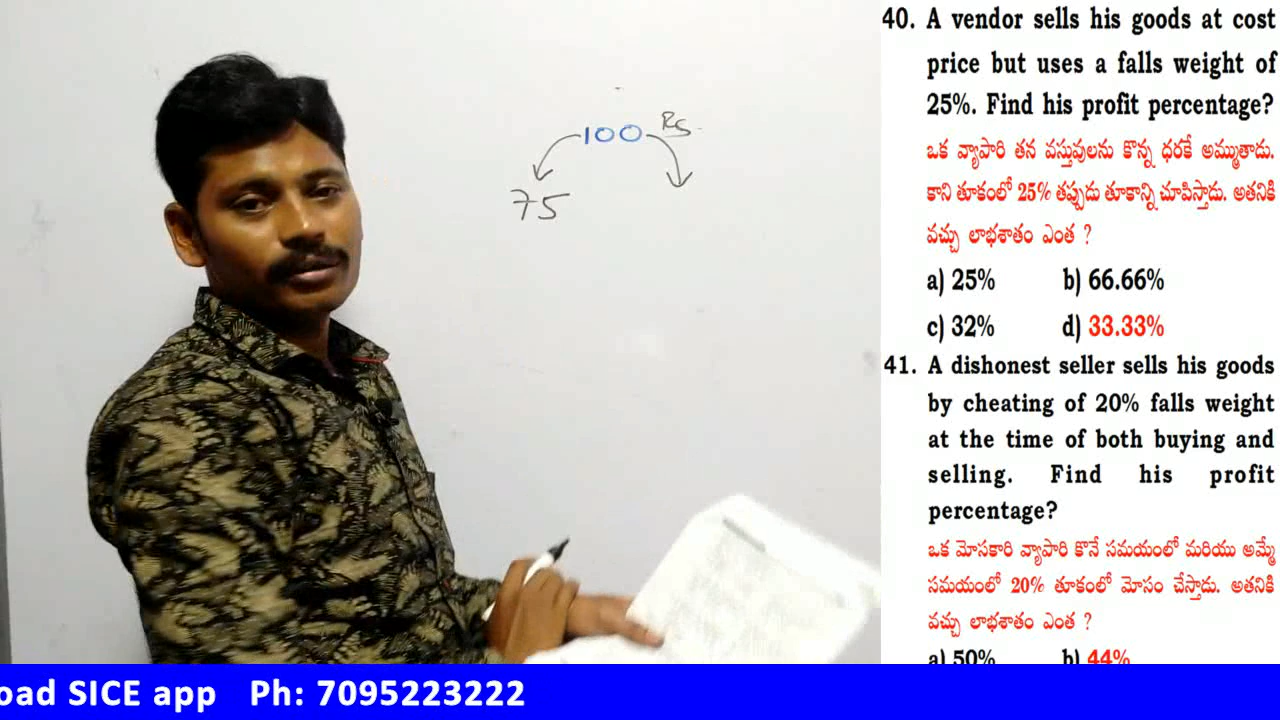 100 Rs.
75
40. A vendor sells his goods at cost
price but uses a falls weight of
25%. Find his profit percentage?
ఒక వ్యాపారి తన వస్తువులను కొన్న ధరకే అమ్ముతాడు.
కాని తూకంలో 25% తప్పుడు తూకాన్ని చూపిస్తాడు. అతనికి
వచ్చు లాభశాతం ఎంత ?
a) 25% b) 66.66%
c) 32% d) 33.33%
41. A dishonest seller sells his goods
by cheating of 20% falls weight
at the time of both buying and
selling. Find his profit
percentage?
ఒక మోసకారి వ్యాపారి కొనే సమయంలో మరియు అమ్మే
సమయంలో 20% తూకంలో మోసం చేస్తాడు. అతనికి
వచ్చు లాభశాతం ఎంత ?
a) 50% b) 44%
oad SICE app Ph: 7095223222